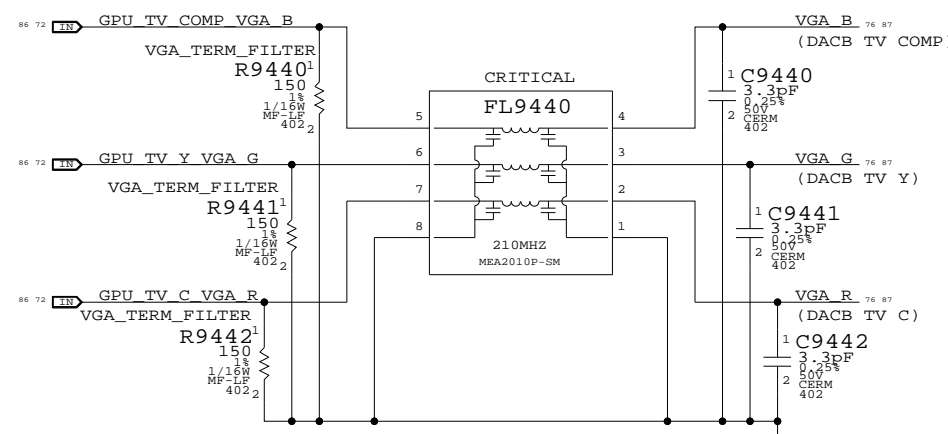 86 72 IN GPU_TV_COMP_VGA_B
VGA_B 76 87
(DACB TV COMP)
VGA_TERM_FILTER
R9440 1
150
1%
1/16W
MF-LF
402 2
CRITICAL
FL9440
5
4
6
3
7
2
8
1
210MHZ
MEA2010P-SM
1 C9440
3.3pF
0.25%
50V
2 CERM
402
86 72 IN GPU_TV_Y_VGA_G
VGA_G 76 87
(DACB TV Y)
VGA_TERM_FILTER
R9441 1
150
1%
1/16W
MF-LF
402 2
1 C9441
3.3pF
0.25%
50V
2 CERM
402
86 72 IN GPU_TV_C_VGA_R
VGA_R 76 87
(DACB TV C)
VGA_TERM_FILTER
R9442 1
150
1%
1/16W
MF-LF
402 2
1 C9442
3.3pF
0.25%
50V
2 CERM
402